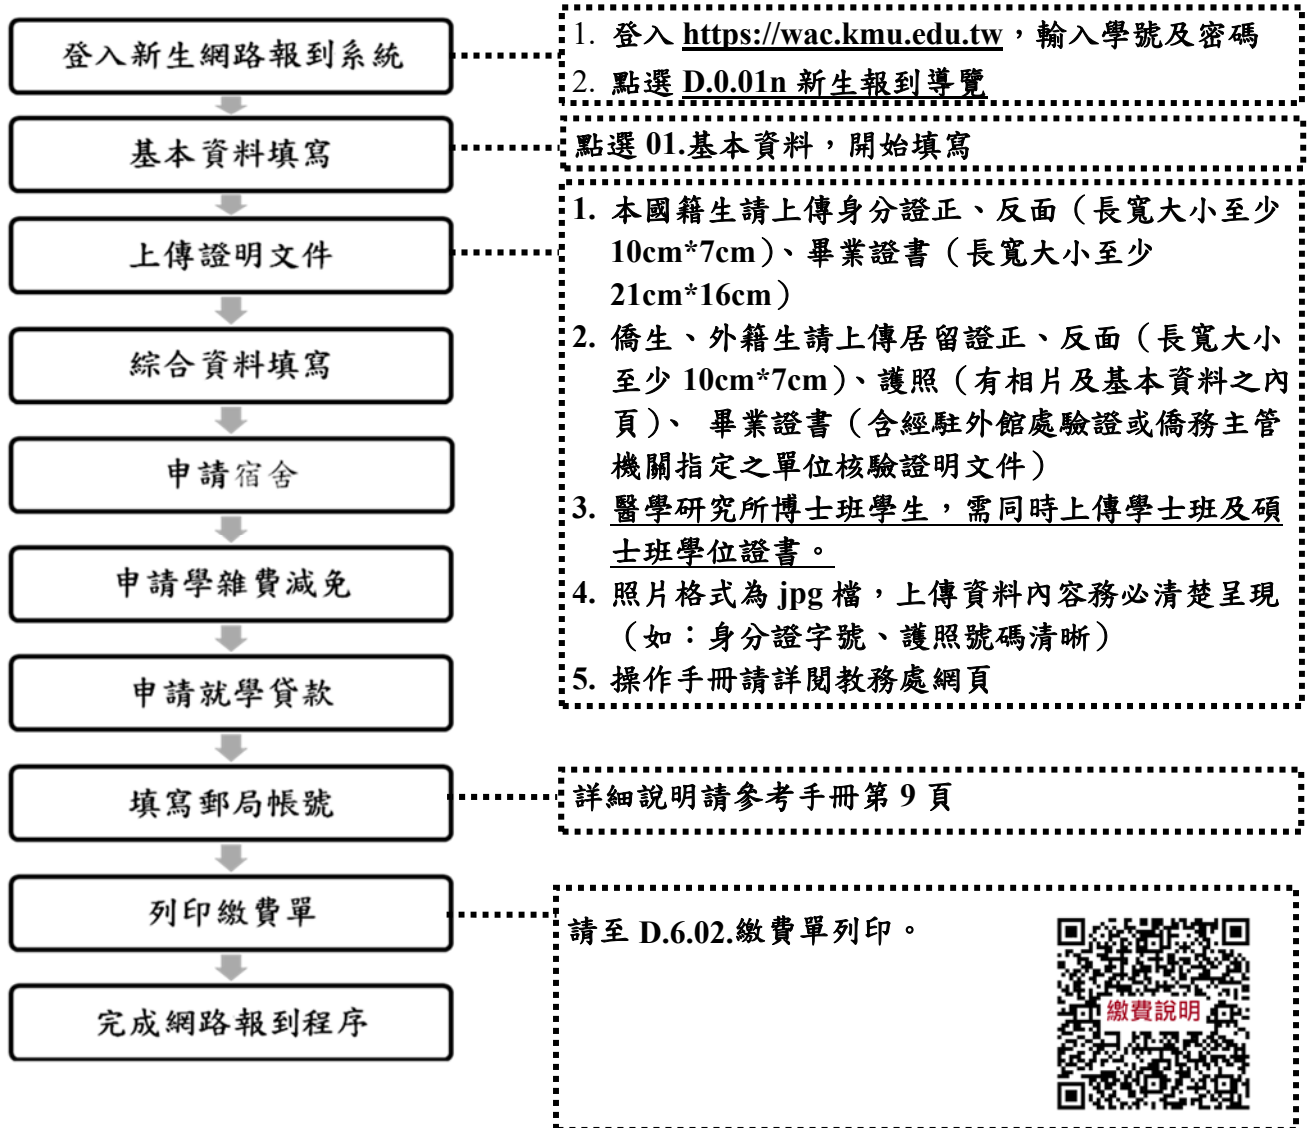 登入新生網路報到系統
1. 登入 https://wac.kmu.edu.tw，輸入學號及密碼
2. 點選 D.0.01n 新生報到導覽
基本資料填寫
點選 01.基本資料，開始填寫
上傳證明文件
1. 本國籍生請上傳身分證正、反面（長寬大小至少
10cm*7cm）、畢業證書（長寬大小至少
21cm*16cm）
2. 僑生、外籍生請上傳居留證正、反面（長寬大小
至少 10cm*7cm）、護照（有相片及基本資料之內
頁）、 畢業證書（含經駐外館處驗證或僑務主管
機關指定之單位核驗證明文件）
3. 醫學研究所博士班學生，需同時上傳學士班及碩
士班學位證書。
4. 照片格式為 jpg 檔，上傳資料內容務必清楚呈現
（如：身分證字號、護照號碼清晰）
5. 操作手冊請詳閱教務處網頁
綜合資料填寫
申請宿舍
申請學雜費減免
申請就學貸款
填寫郵局帳號
詳細說明請參考手冊第 9 頁
列印繳費單
請至 D.6.02.繳費單列印。
繳費說明
完成網路報到程序